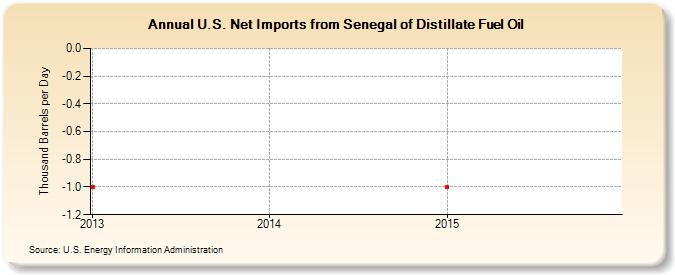 Annual U.S. Net Imports from Senegal of Distillate Fuel Oil
Thousand Barrels per Day
0.0
-0.2
-0.4
-0.6
-0.8
-1.0
-1.2
2013 2014 2015
Source: U.S. Energy Information Administration